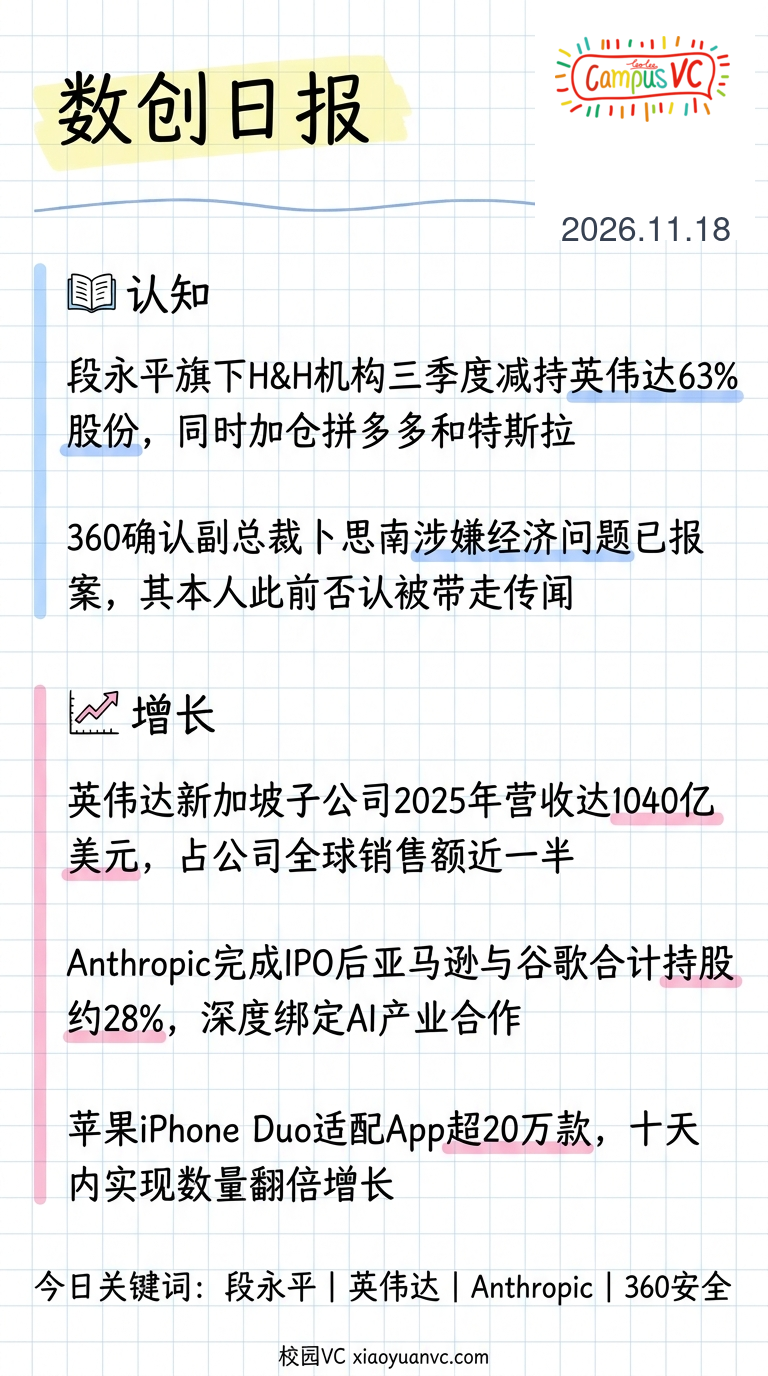 数创日报
Campus VC
2026.11.18
认知
段永平旗下H&H机构三季度减持英伟达63%
股份，同时加仓拼多多和特斯拉
360确认副总裁卜思南涉嫌经济问题已报
案，其本人此前否认被带走传闻
增长
英伟达新加坡子公司2025年营收达1040亿
美元，占公司全球销售额近一半
Anthropic完成IPO后亚马逊与谷歌合计持股
约28%，深度绑定AI产业合作
苹果iPhone Duo适配App超20万款，十天
内实现数量翻倍增长
今日关键词：段永平｜英伟达｜Anthropic｜360安全
校园VC xiaoyuanvc.com